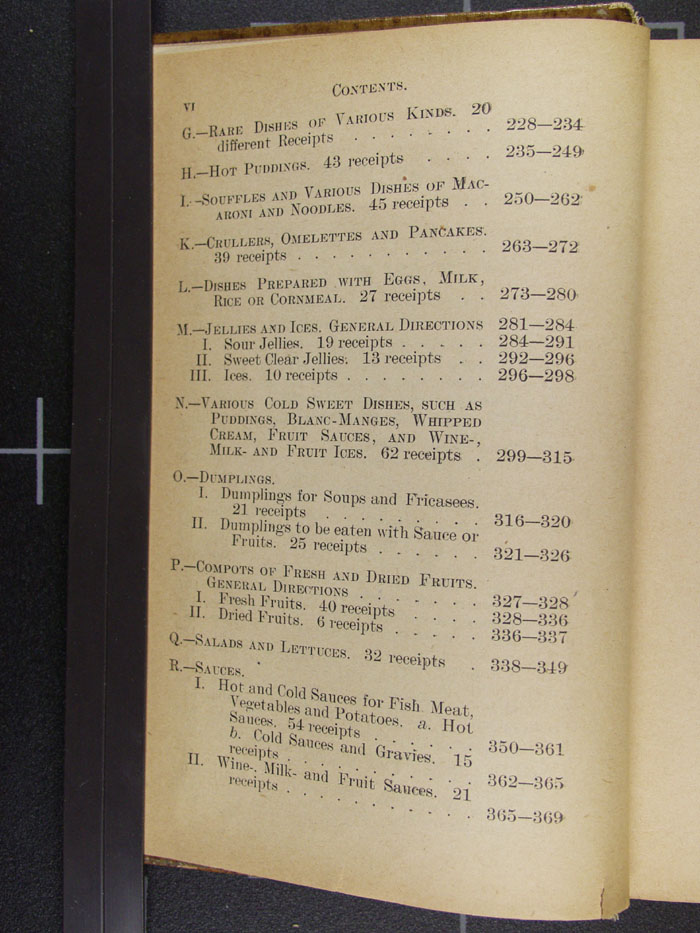 CONTENTS.
VI
G.—RARE DISHES OF VARIOUS KINDS. 20
different Receipts . . . . . . . 228—234
H.—HOT PUDDINGS. 43 receipts . . . . 235—249
I.—SOUFFLES AND VARIOUS DISHES OF MAC-
ARONI AND NOODLES. 45 receipts . . 250—262
K.—CRULLERS, OMELETTES AND PANCAKES.
39 receipts . . . . . . . . . . . 263—272
L.—DISHES PREPARED WITH EGGS, MILK,
RICE OR CORNMEAL. 27 receipts . . 273—280
M.—JELLIES AND ICES. GENERAL DIRECTIONS 281—284
I. Sour Jellies. 19 receipts . . . . . 284—291
II. Sweet Clear Jellies. 13 receipts . . 292—296
III. Ices. 10 receipts . . . . . . . . 296—298
N.—VARIOUS COLD SWEET DISHES, SUCH AS
PUDDINGS, BLANC-MANGES, WHIPPED
CREAM, FRUIT SAUCES, AND WINE-,
MILK- AND FRUIT ICES. 62 receipts . 299—315
O.—DUMPLINGS.
I. Dumplings for Soups and Fricasees.
21 receipts . . . . . . . . . 316—320
II. Dumplings to be eaten with Sauce or
Fruits. 25 receipts . . . . . . 321—326
P.—COMPOTS OF FRESH AND DRIED FRUITS.
GENERAL DIRECTIONS . . . . . . . 327—328
I. Fresh Fruits. 40 receipts . . . . 328—336
II. Dried Fruits. 6 receipts . . . . . 336—337
Q.—SALADS AND LETTUCES. 32 receipts . 338—349
R.—SAUCES.
I. Hot and Cold Sauces for Fish Meat,
Vegetables and Potatoes. a. Hot
Sauces. 54 receipts . . . . . . 350—361
b. Cold Sauces and Gravies. 15
receipts . . . . . . . . . . 362—365
II. Wine-, Milk- and Fruit Sauces. 21
receipts . . . . . . . . . . 365—369